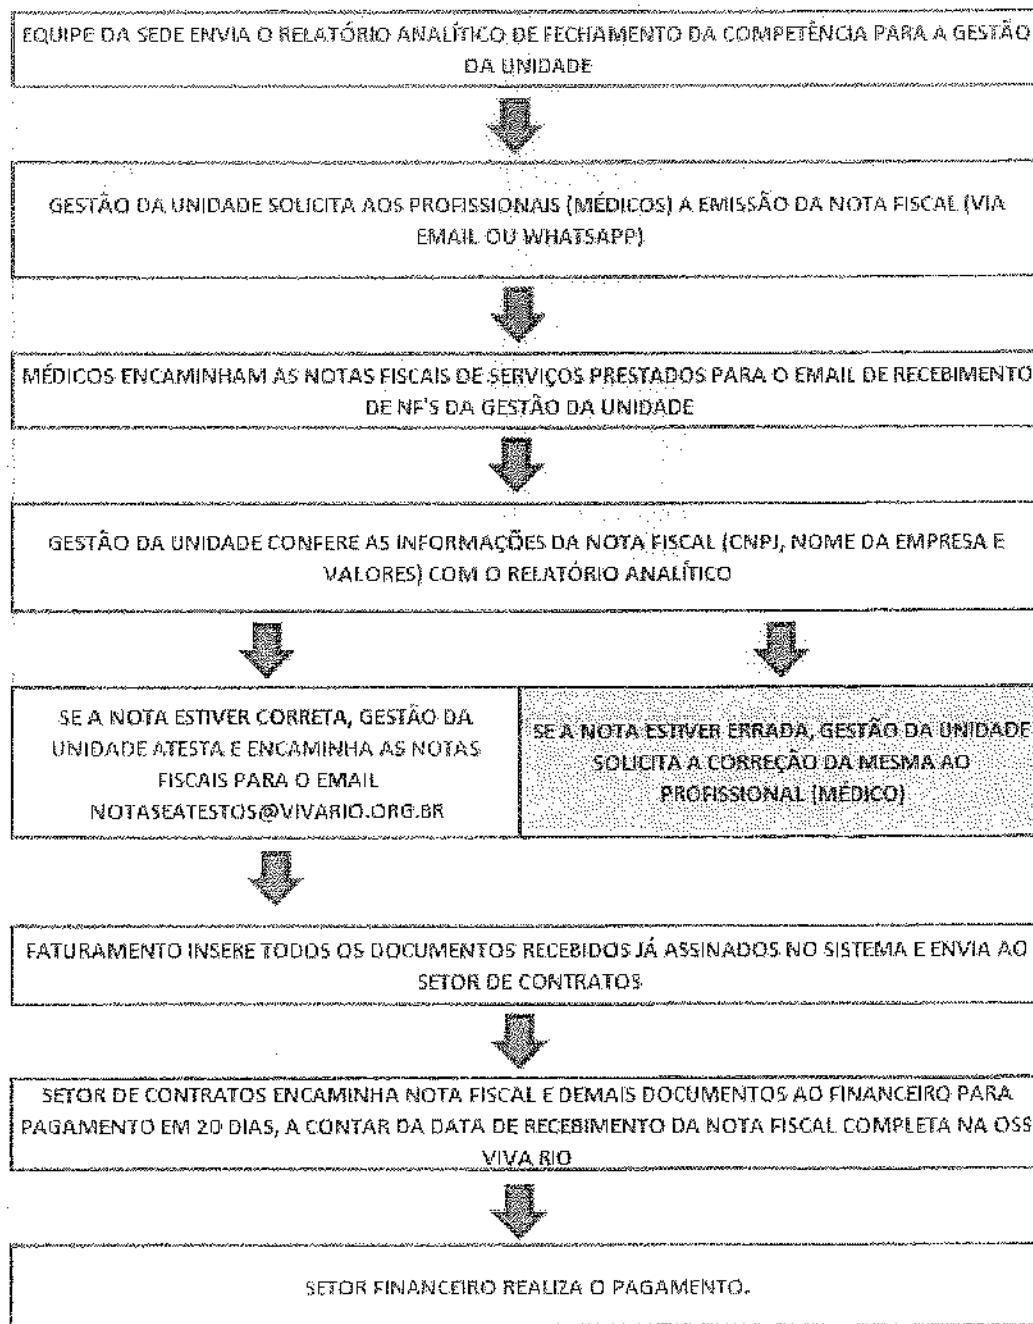 EQUIPE DA SEDE ENVIA O RELATÓRIO ANALÍTICO DE FECHAMENTO DA COMPETÊNCIA PARA A GESTÃO
DA UNIDADE
GESTÃO DA UNIDADE SOLICITA AOS PROFISSIONAIS (MÉDICOS) A EMISSÃO DA NOTA FISCAL (VIA
EMAIL OU WHATSAPP)
MÉDICOS ENCAMINHAM AS NOTAS FISCAIS DE SERVIÇOS PRESTADOS PARA O EMAIL DE RECEBIMENTO
DE NF'S DA GESTÃO DA UNIDADE
GESTÃO DA UNIDADE CONFERE AS INFORMAÇÕES DA NOTA FISCAL (CNPJ, NOME DA EMPRESA E
VALORES) COM O RELATÓRIO ANALÍTICO
SE A NOTA ESTIVER CORRETA, GESTÃO DA
UNIDADE ATESTA E ENCAMINHA AS NOTAS
FISCAIS PARA O EMAIL
NOTASEATESTOS@VIVARIO.ORG.BR
SE A NOTA ESTIVER ERRADA, GESTÃO DA UNIDADE
SOLICITA A CORREÇÃO DA MESMA AO
PROFISSIONAL (MÉDICO)
FATURAMENTO INSERE TODOS OS DOCUMENTOS RECEBIDOS JÁ ASSINADOS NO SISTEMA E ENVIA AO
SETOR DE CONTRATOS
SETOR DE CONTRATOS ENCAMINHA NOTA FISCAL E DEMAIS DOCUMENTOS AO FINANCEIRO PARA
PAGAMENTO EM 20 DIAS, A CONTAR DA DATA DE RECEBIMENTO DA NOTA FISCAL COMPLETA NA OSS
VIVA RIO
SETOR FINANCEIRO REALIZA O PAGAMENTO.